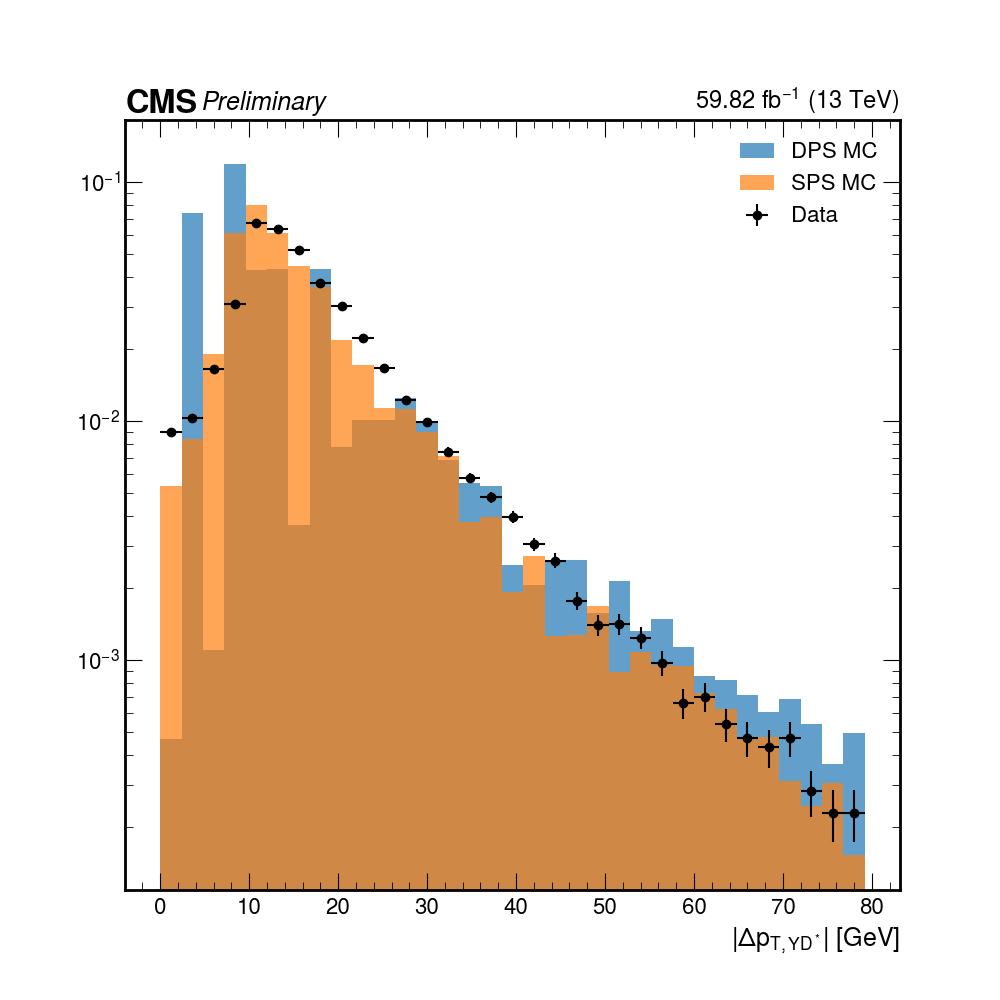 CMS Preliminary 59.82 fb⁻¹ (13 TeV)
DPS MC
SPS MC
Data
10⁻¹
10⁻²
10⁻³
0 10 20 30 40 50 60 70 80
|Δp_{T, YD*}| [GeV]